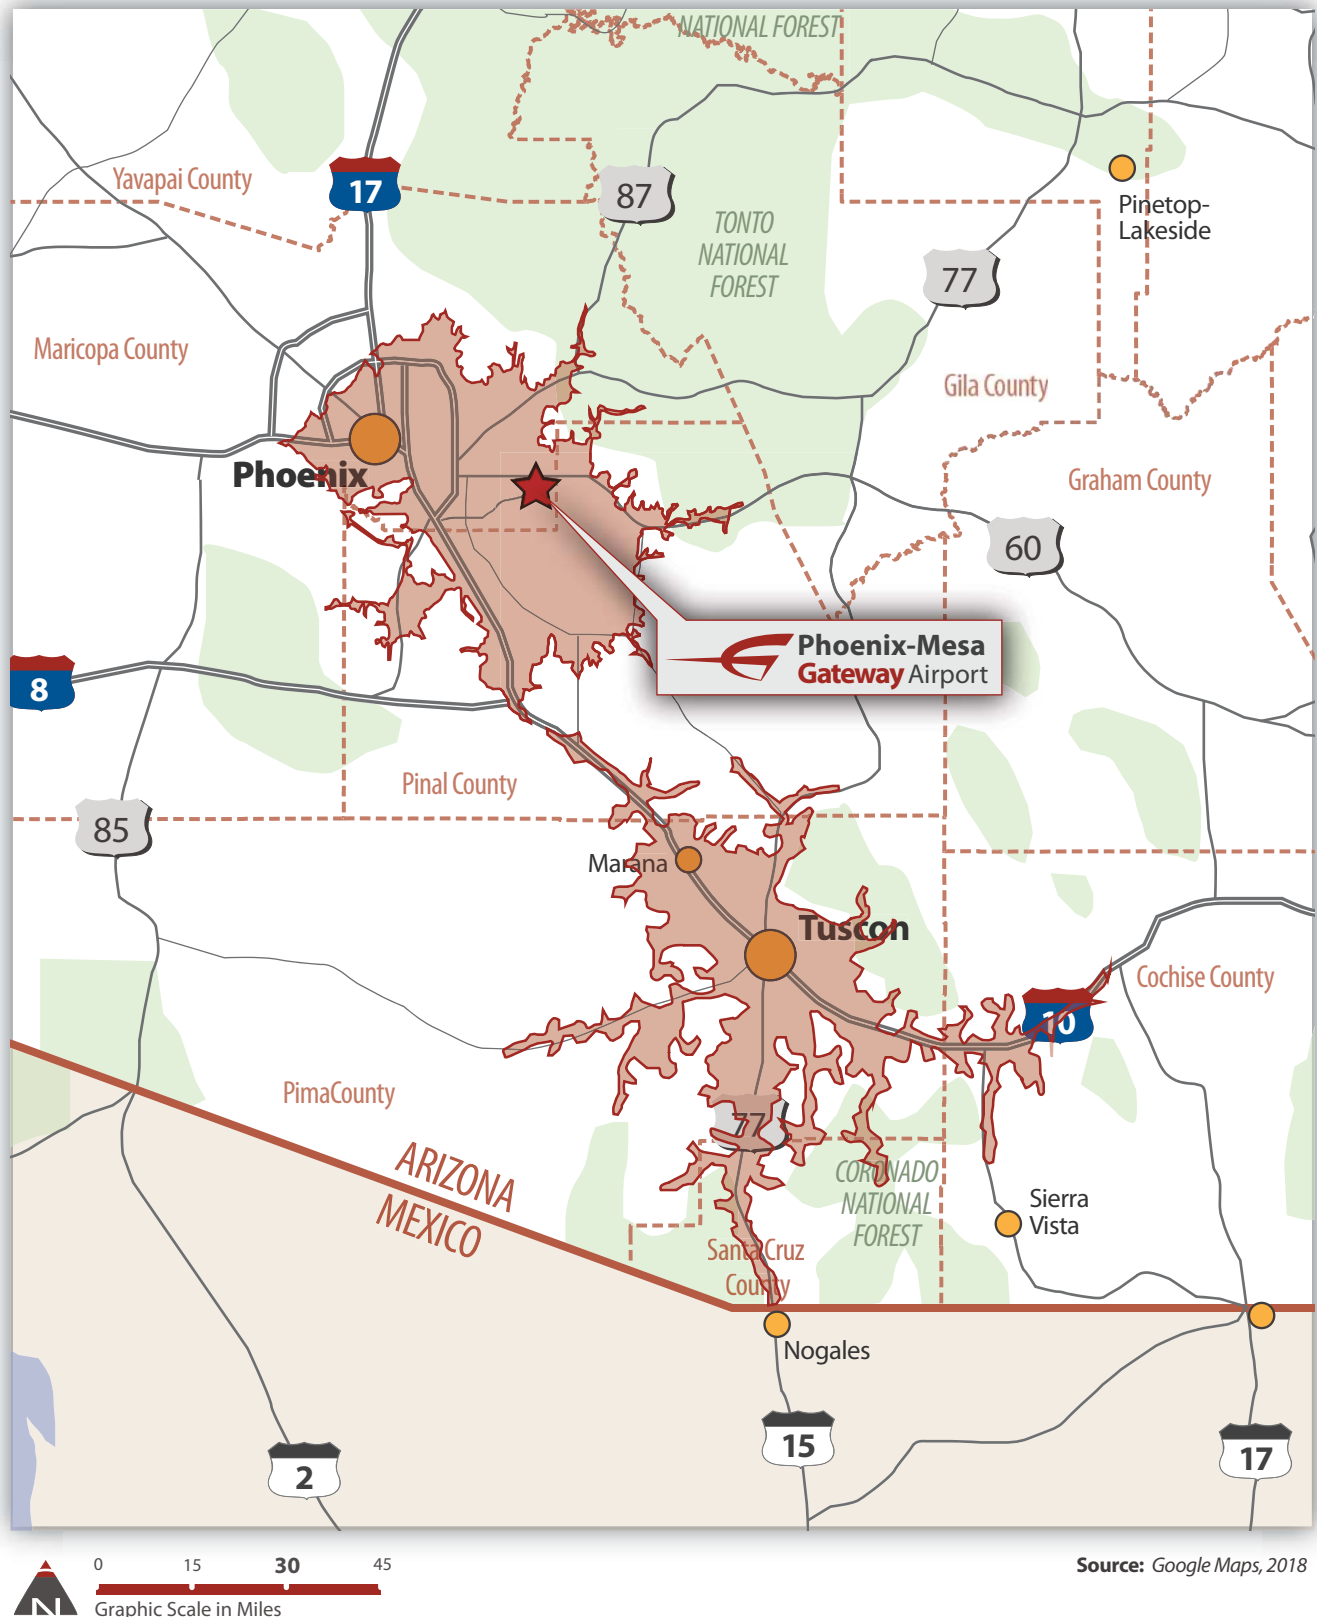 NATIONAL FOREST
Yavapai County
17
87
Pinetop-
Lakeside
TONTO
NATIONAL
FOREST
77
Maricopa County
Gila County
Phoenix
Graham County
60
Phoenix-Mesa
Gateway Airport
8
Pinal County
85
Marana
Tuscon
Cochise County
10
PimaCounty
77
ARIZONA
MEXICO
CORONADO
NATIONAL
FOREST
Sierra
Vista
Santa Cruz
County
Nogales
15
17
2
0 15 30 45
Graphic Scale in Miles
N
Source: Google Maps, 2018